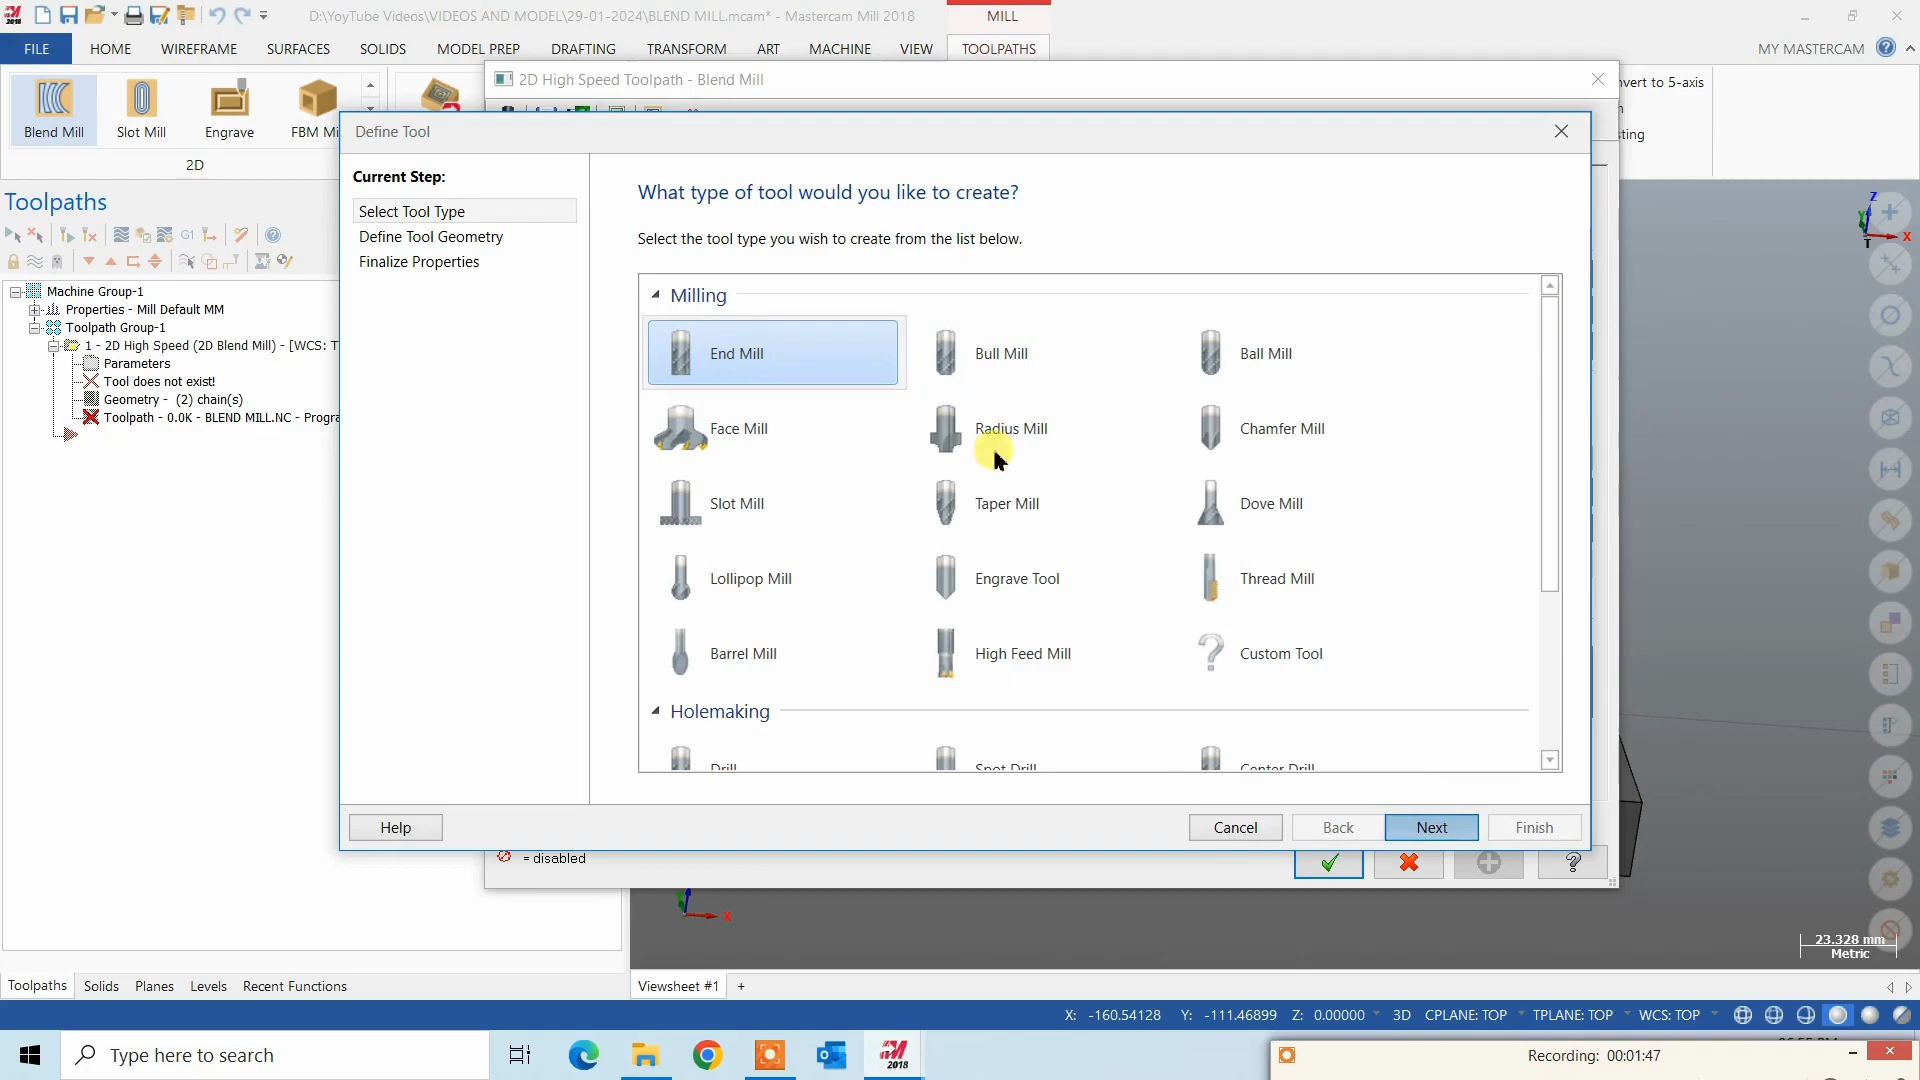 D:\YoyTube Videos\VIDEOS AND MODEL\29-01-2024\BLEND MILL.mcam* - Mastercam Mill 2018
MILL
FILE
HOME
WIREFRAME
SURFACES
SOLIDS
MODEL PREP
DRAFTING
TRANSFORM
ART
MACHINE
VIEW
TOOLPATHS
MY MASTERCAM
Blend Mill
Slot Mill
Engrave
FBM Mi
2D
2D High Speed Toolpath - Blend Mill
nvert to 5-axis
sting
Define Tool
Current Step:
Select Tool Type
Define Tool Geometry
Finalize Properties
What type of tool would you like to create?
Select the tool type you wish to create from the list below.
Milling
End Mill
Bull Mill
Ball Mill
Face Mill
Radius Mill
Chamfer Mill
Slot Mill
Taper Mill
Dove Mill
Lollipop Mill
Engrave Tool
Thread Mill
Barrel Mill
High Feed Mill
Custom Tool
Holemaking
Drill
Spot Drill
Center Drill
Help
Cancel
Back
Next
Finish
= disabled
Toolpaths
G1
Machine Group-1
Properties - Mill Default MM
Toolpath Group-1
1 - 2D High Speed (2D Blend Mill) - [WCS: T
Parameters
Tool does not exist!
Geometry - (2) chain(s)
Toolpath - 0.0K - BLEND MILL.NC - Progra
Z
X
Y
T
X
23.328 mm
Metric
Toolpaths
Solids
Planes
Levels
Recent Functions
Viewsheet #1
+
X: -160.54128
Y: -111.46899
Z: 0.00000
3D
CPLANE: TOP
TPLANE: TOP
WCS: TOP
Type here to search
2018
Recording: 00:01:47